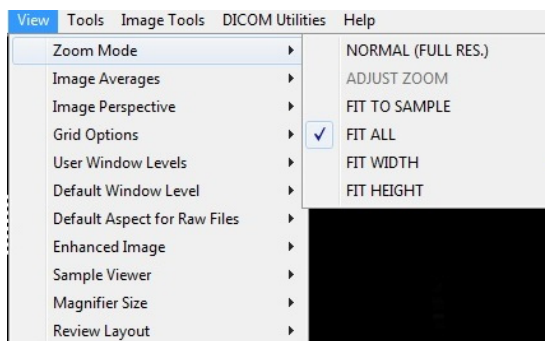 View Tools Image Tools DICOM Utilities Help
Zoom Mode
Image Averages
Image Perspective
Grid Options
User Window Levels
Default Window Level
Default Aspect for Raw Files
Enhanced Image
Sample Viewer
Magnifier Size
Review Layout
NORMAL (FULL RES.)
ADJUST ZOOM
FIT TO SAMPLE
FIT ALL
FIT WIDTH
FIT HEIGHT